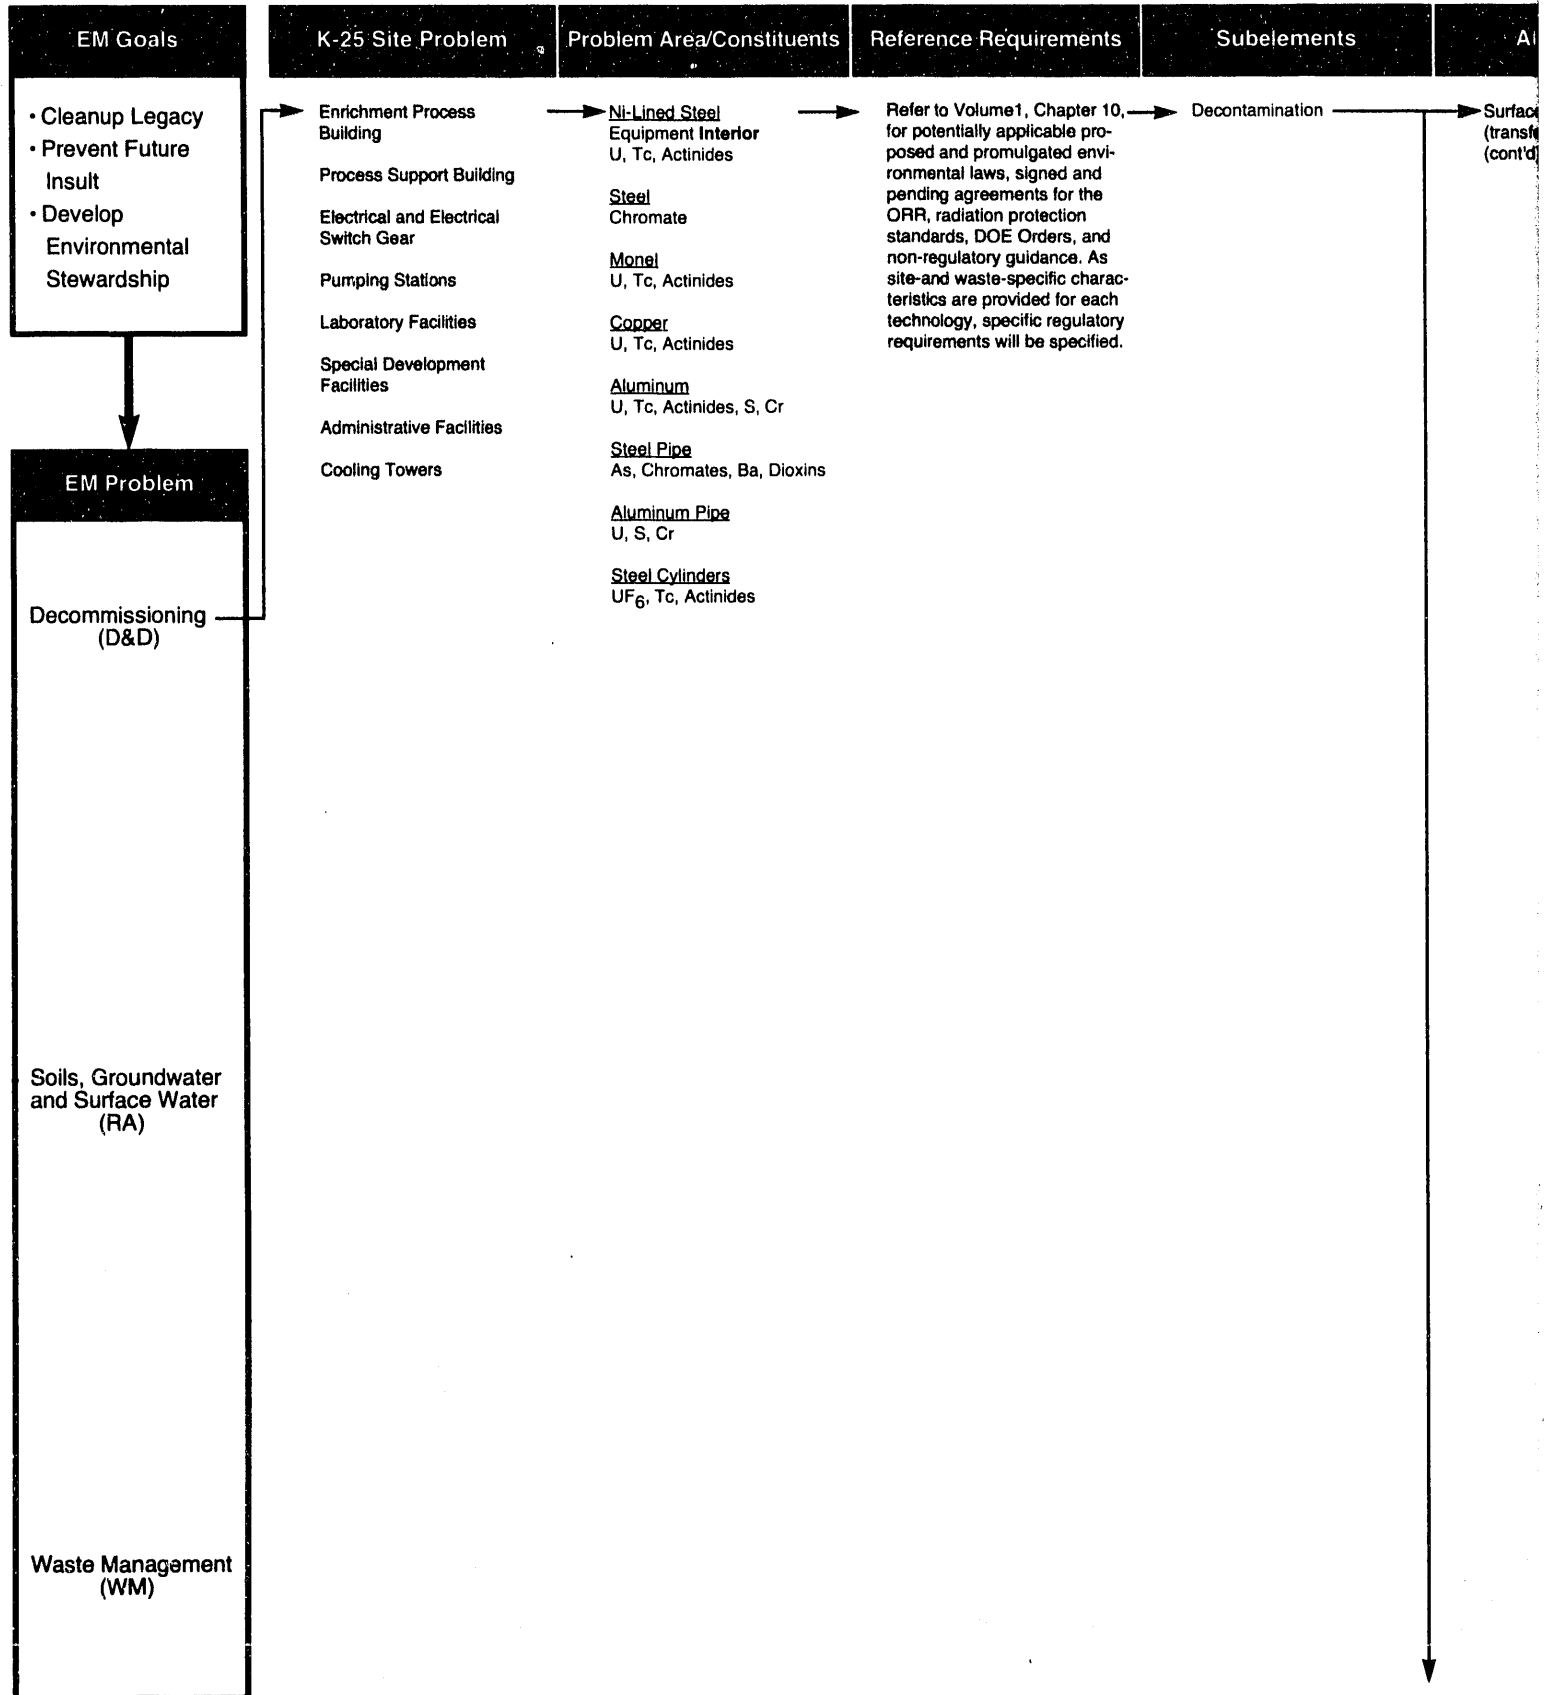 EM Goals
• Cleanup Legacy
• Prevent Future
Insult
• Develop
Environmental
Stewardship
EM Problem
Decommissioning
(D&D)
Soils, Groundwater
and Surface Water
(RA)
Waste Management
(WM)
K-25 Site Problem
Enrichment Process
Building
Process Support Building
Electrical and Electrical
Switch Gear
Pumping Stations
Laboratory Facilities
Special Development
Facilities
Administrative Facilities
Cooling Towers
Problem Area/Constituents
Ni-Lined Steel
Equipment Interior
U, Tc, Actinides
Steel
Chromate
Monel
U, Tc, Actinides
Copper
U, Tc, Actinides
Aluminum
U, Tc, Actinides, S, Cr
Steel Pipe
As, Chromates, Ba, Dioxins
Aluminum Pipe
U, S, Cr
Steel Cylinders
UF6, Tc, Actinides
Reference Requirements
Refer to Volume1, Chapter 10,
for potentially applicable pro-
posed and promulgated envi-
ronmental laws, signed and
pending agreements for the
ORR, radiation protection
standards, DOE Orders, and
non-regulatory guidance. As
site-and waste-specific charac-
teristics are provided for each
technology, specific regulatory
requirements will be specified.
Subelements
Decontamination
(cont'd